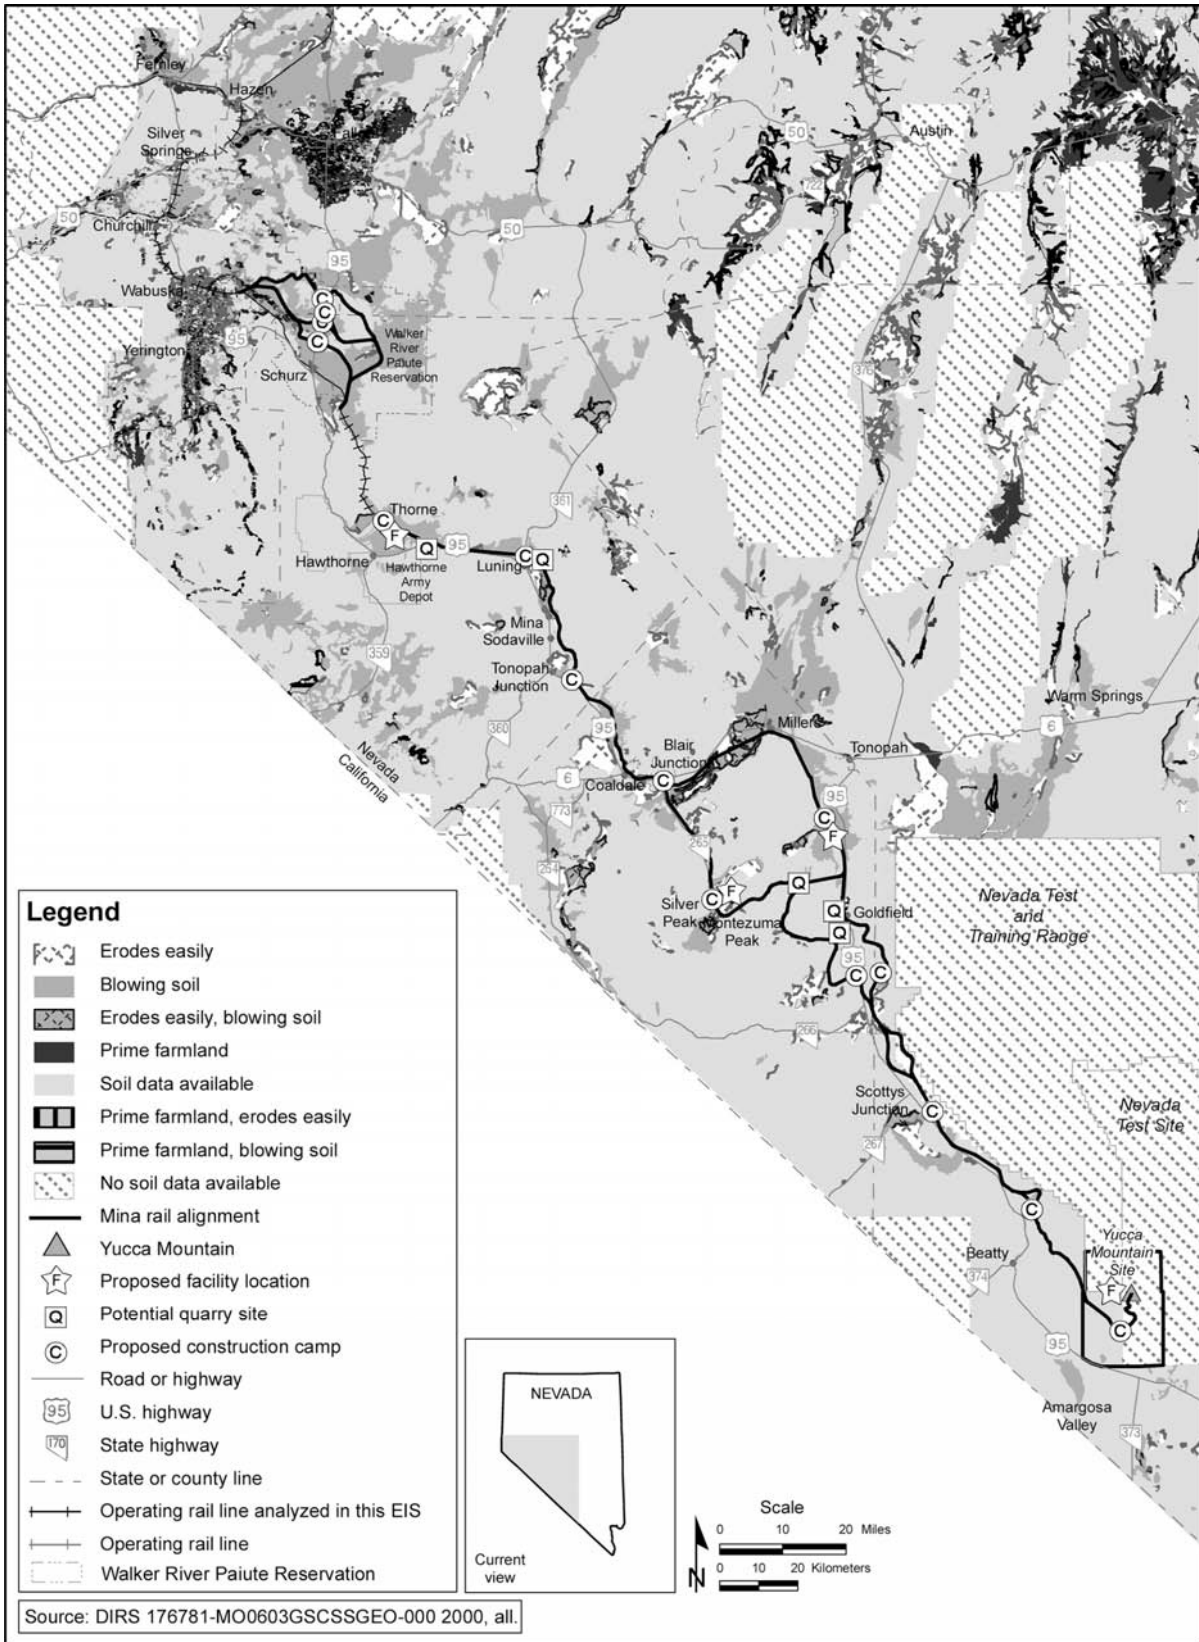 Fernley
Hazen
Silver
Springs
Fallon
50
Churchill
50
Austin
722
50
95
Wabuska
Yerington
95
Schurz
Walker
River
Paiute
Reservation
376
C
C
C
C
361
Thorne
C
F
Q
95
C
Q
Hawthorne
Hawthorne
Army
Depot
Luning
Mina
Sodaville
359
Tonopah
Junction
C
360
95
Nevada
California
Warm Springs
6
Millers
Tonopah
Blair
Junction
Coaldale
C
6
773
95
C
F
265
264
Silver
Peak
C
F
Q
Montezuma
Peak
Q
Goldfield
Q
95
C
C
Nevada Test
and
Training Range
266
Scottys
Junction
C
267
Nevada
Test Site
C
Yucca
Mountain
Site
F
C
Beatty
374
95
Amargosa
Valley
373
Legend
Erodes easily
Blowing soil
Erodes easily, blowing soil
Prime farmland
Soil data available
Prime farmland, erodes easily
Prime farmland, blowing soil
No soil data available
Mina rail alignment
Yucca Mountain
F Proposed facility location
Q Potential quarry site
C Proposed construction camp
Road or highway
95 U.S. highway
170 State highway
State or county line
Operating rail line analyzed in this EIS
Operating rail line
Walker River Paiute Reservation
NEVADA
Current
view
N
Scale
0 10 20 Miles
0 10 20 Kilometers
Source: DIRS 176781-MO0603GSCSSGEO-000 2000, all.